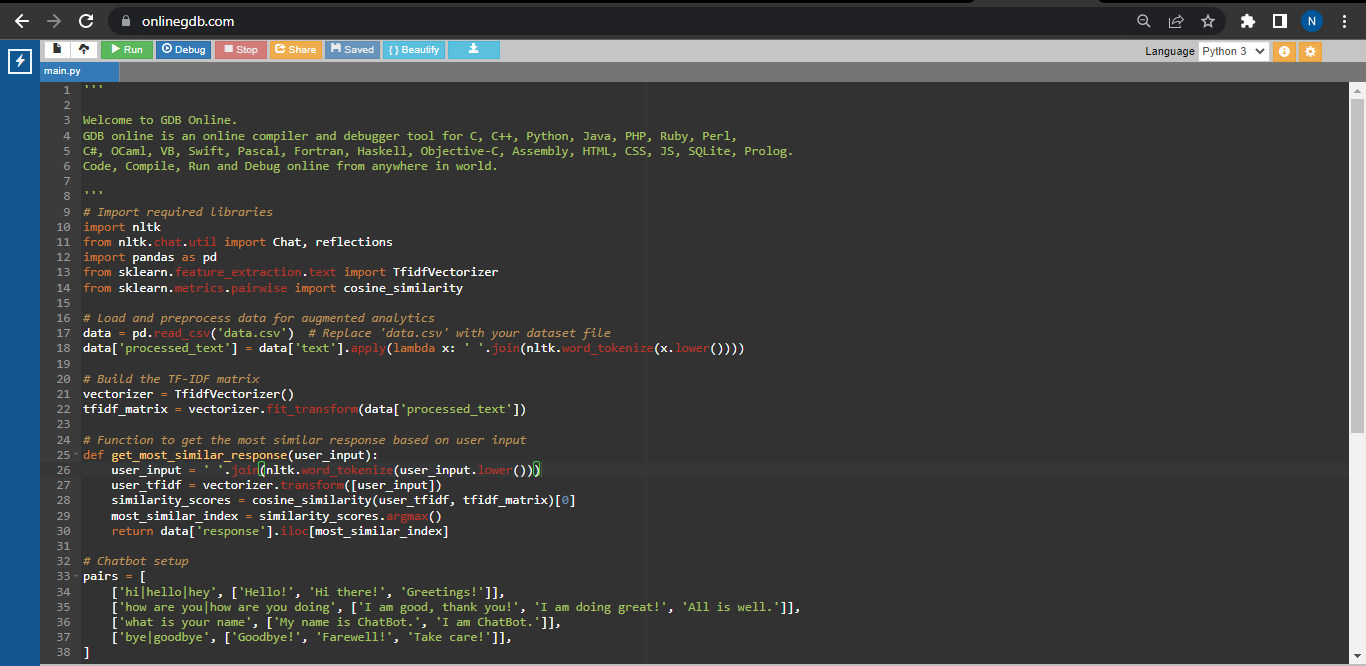 onlinegdb.com
N
Run Debug Stop Share Saved { } Beautify Language Python 3
main.py
1 '''
2
3 Welcome to GDB Online.
4 GDB online is an online compiler and debugger tool for C, C++, Python, Java, PHP, Ruby, Perl,
5 C#, OCaml, VB, Swift, Pascal, Fortran, Haskell, Objective-C, Assembly, HTML, CSS, JS, SQLite, Prolog.
6 Code, Compile, Run and Debug online from anywhere in world.
7
8 '''
9 # Import required libraries
10 import nltk
11 from nltk.chat.util import Chat, reflections
12 import pandas as pd
13 from sklearn.feature_extraction.text import TfidfVectorizer
14 from sklearn.metrics.pairwise import cosine_similarity
15
16 # Load and preprocess data for augmented analytics
17 data = pd.read_csv('data.csv')  # Replace 'data.csv' with your dataset file
18 data['processed_text'] = data['text'].apply(lambda x: ' '.join(nltk.word_tokenize(x.lower())))
19
20 # Build the TF-IDF matrix
21 vectorizer = TfidfVectorizer()
22 tfidf_matrix = vectorizer.fit_transform(data['processed_text'])
23
24 # Function to get the most similar response based on user input
25 def get_most_similar_response(user_input):
26     user_input = ' '.join(nltk.word_tokenize(user_input.lower()))
27     user_tfidf = vectorizer.transform([user_input])
28     similarity_scores = cosine_similarity(user_tfidf, tfidf_matrix)[0]
29     most_similar_index = similarity_scores.argmax()
30     return data['response'].iloc[most_similar_index]
31
32 # Chatbot setup
33 pairs = [
34     ['hi|hello|hey', ['Hello!', 'Hi there!', 'Greetings!']],
35     ['how are you|how are you doing', ['I am good, thank you!', 'I am doing great!', 'All is well.']],
36     ['what is your name', ['My name is ChatBot.', 'I am ChatBot.']],
37     ['bye|goodbye', ['Goodbye!', 'Farewell!', 'Take care!']],
38 ]